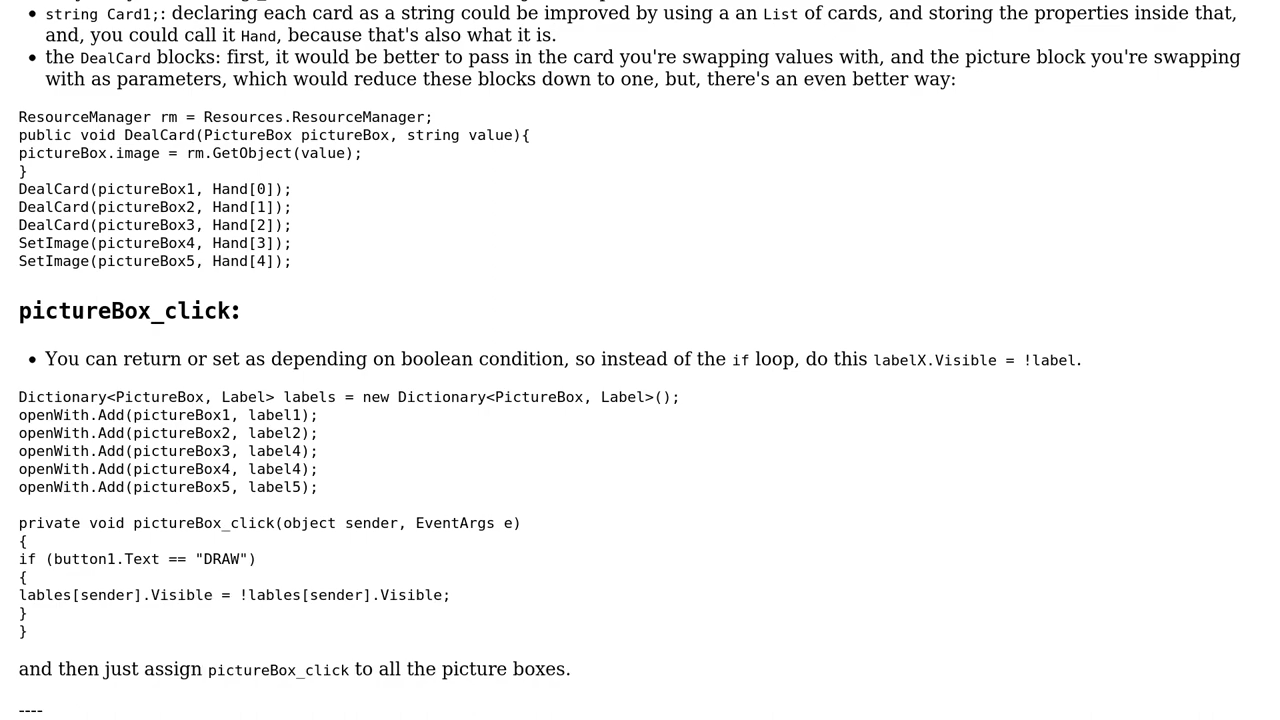 string Card1;: declaring each card as a string could be improved by using a an List of cards, and storing the properties inside that,
and, you could call it Hand, because that's also what it is.
the DealCard blocks: first, it would be better to pass in the card you're swapping values with, and the picture block you're swapping
with as parameters, which would reduce these blocks down to one, but, there's an even better way:
ResourceManager rm = Resources.ResourceManager;
public void DealCard(PictureBox pictureBox, string value){
pictureBox.image = rm.GetObject(value);
}
DealCard(pictureBox1, Hand[0]);
DealCard(pictureBox2, Hand[1]);
DealCard(pictureBox3, Hand[2]);
SetImage(pictureBox4, Hand[3]);
SetImage(pictureBox5, Hand[4]);
pictureBox_click:
You can return or set as depending on boolean condition, so instead of the if loop, do this labelX.Visible = !label.
Dictionary<PictureBox, Label> labels = new Dictionary<PictureBox, Label>();
openWith.Add(pictureBox1, label1);
openWith.Add(pictureBox2, label2);
openWith.Add(pictureBox3, label4);
openWith.Add(pictureBox4, label4);
openWith.Add(pictureBox5, label5);
private void pictureBox_click(object sender, EventArgs e)
{
if (button1.Text == "DRAW")
{
lables[sender].Visible = !lables[sender].Visible;
}
}
and then just assign pictureBox_click to all the picture boxes.
----